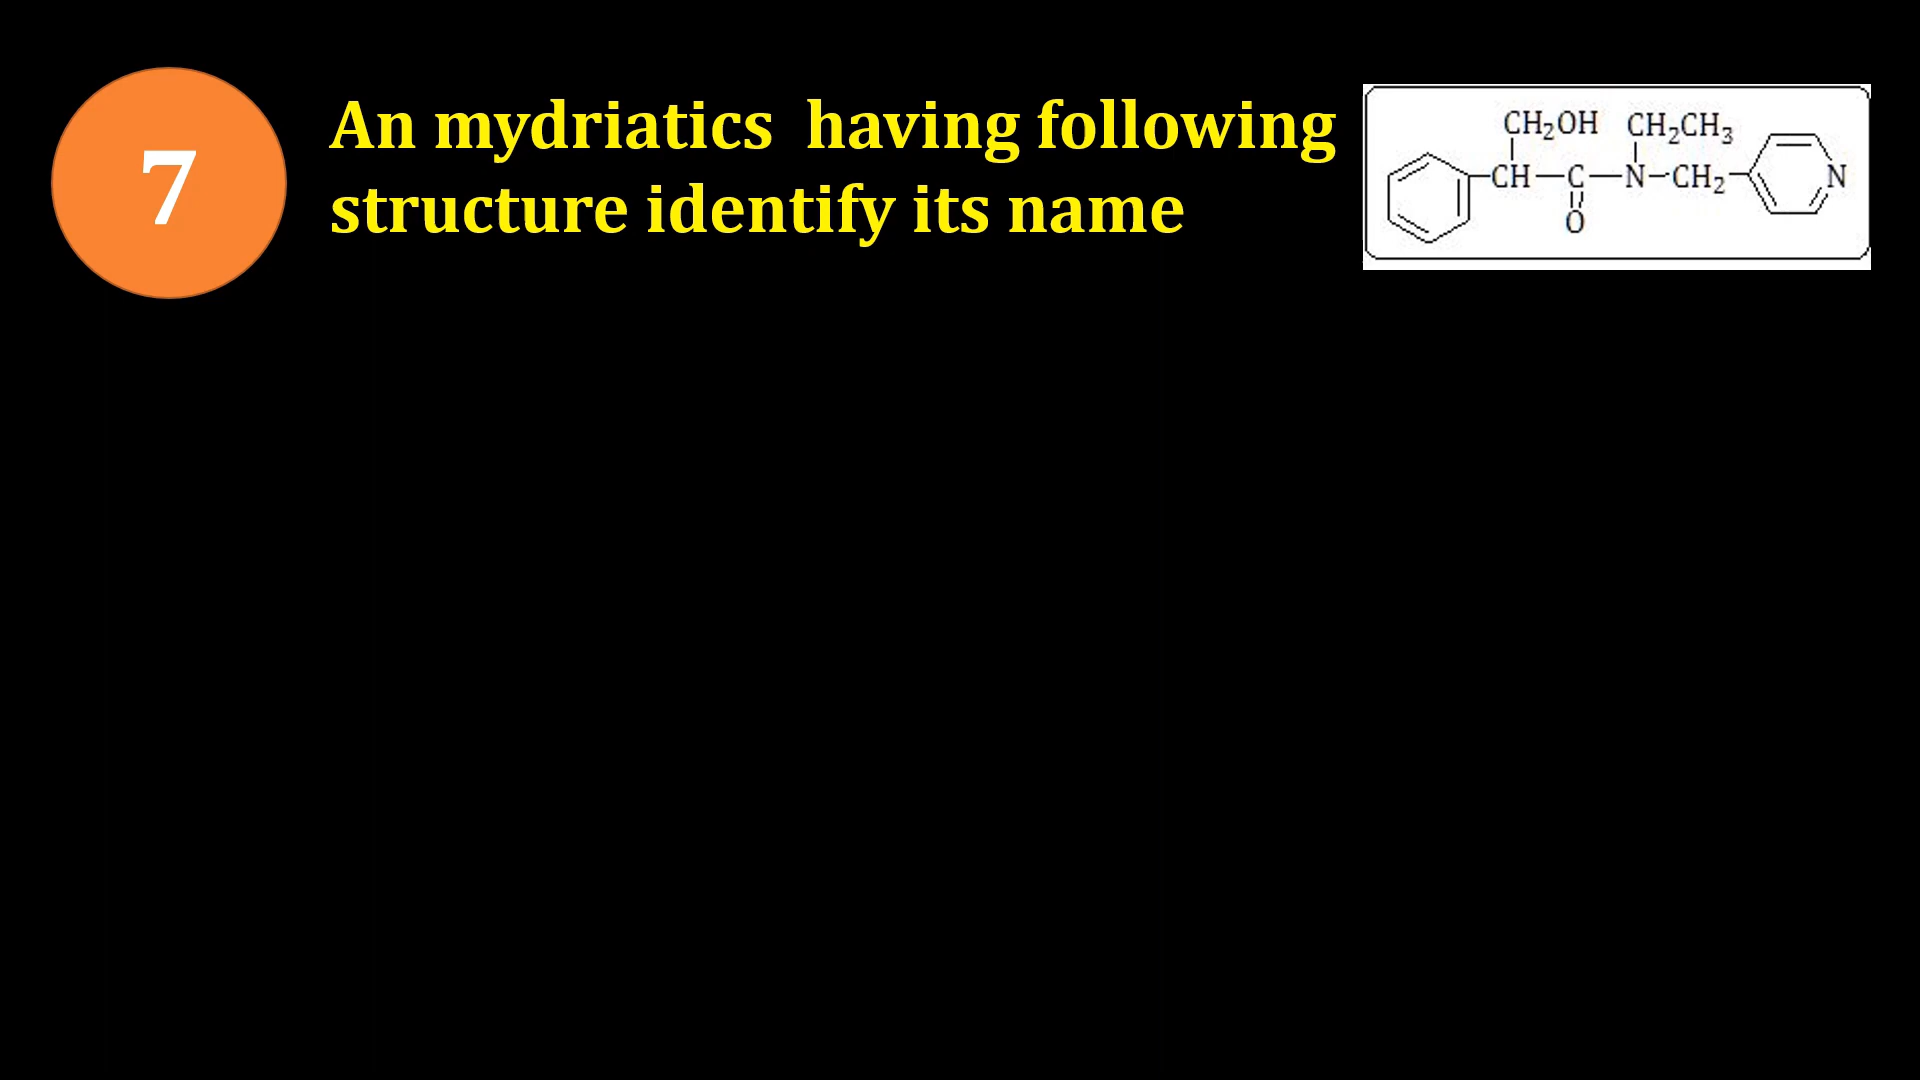 7
An mydriatics  having following
structure identify its name
CH₂OH CH₂CH₃
CH—C—N—CH₂ N
O